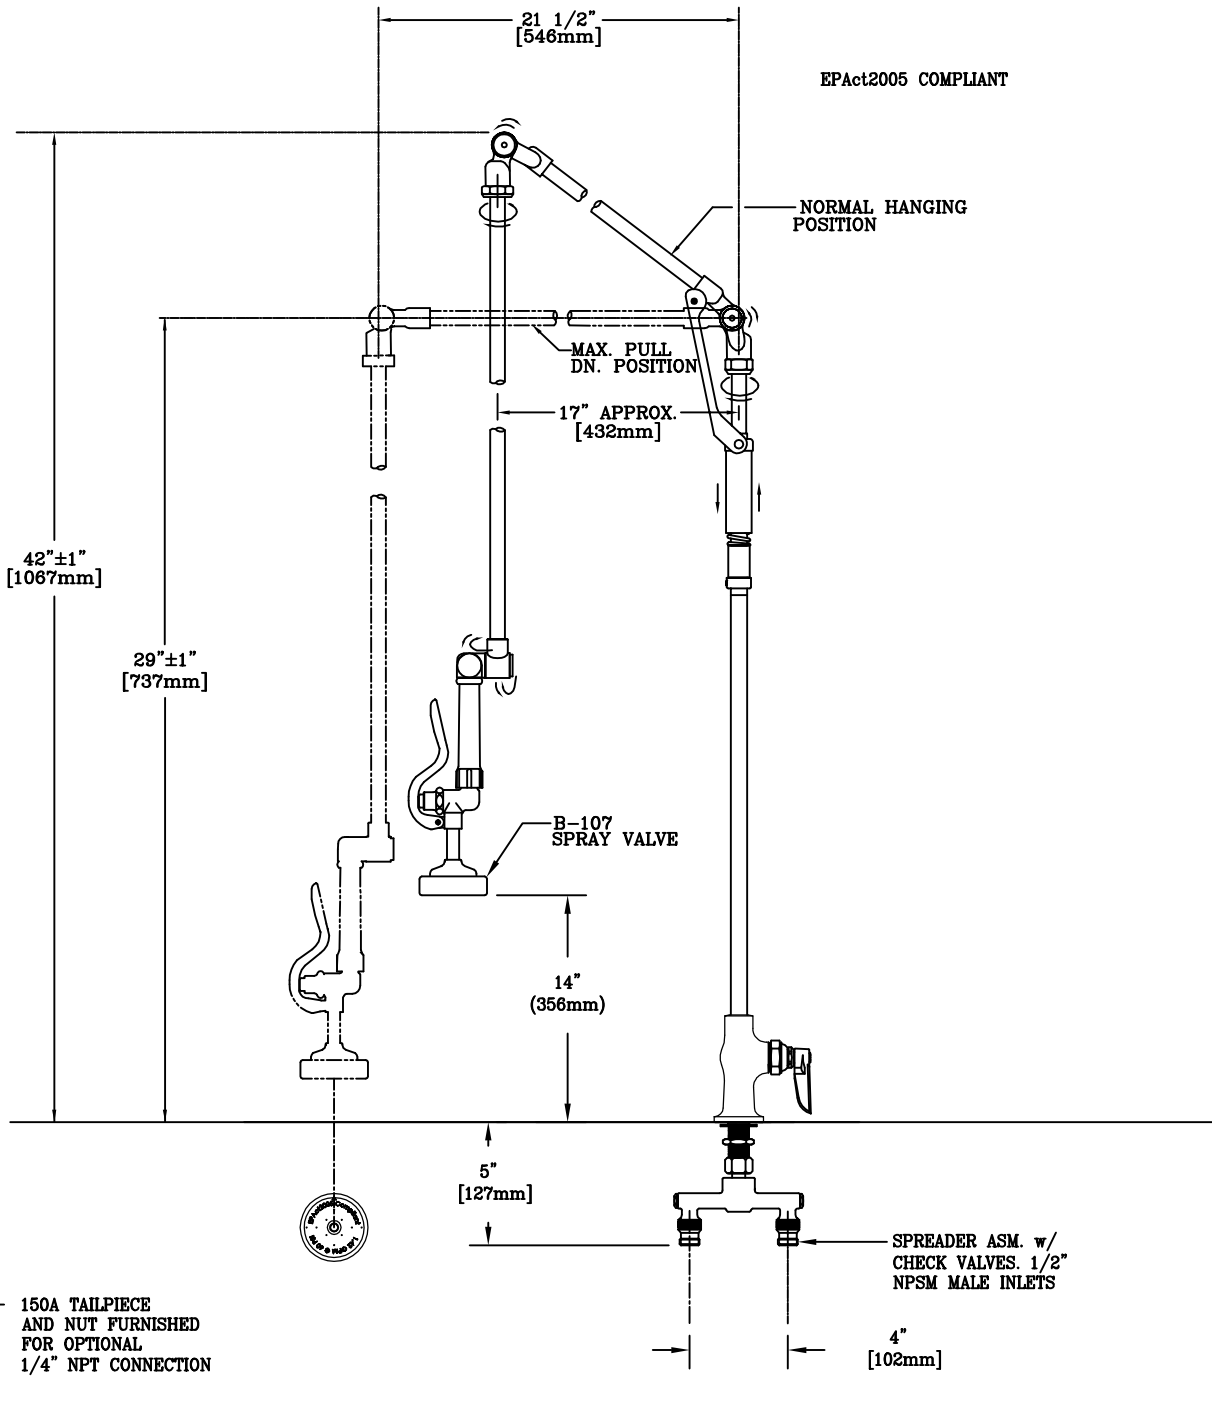 21 1/2"
[546mm]
EPAct2005 COMPLIANT
NORMAL HANGING
POSITION
MAX. PULL
DN. POSITION
17" APPROX.
[432mm]
42"±1"
[1067mm]
29"±1"
[737mm]
B-107
SPRAY VALVE
14"
(356mm)
5"
[127mm]
SPREADER ASM. w/
CHECK VALVES. 1/2"
NPSM MALE INLETS
150A TAILPIECE
AND NUT FURNISHED
FOR OPTIONAL
1/4" NPT CONNECTION
4"
[102mm]